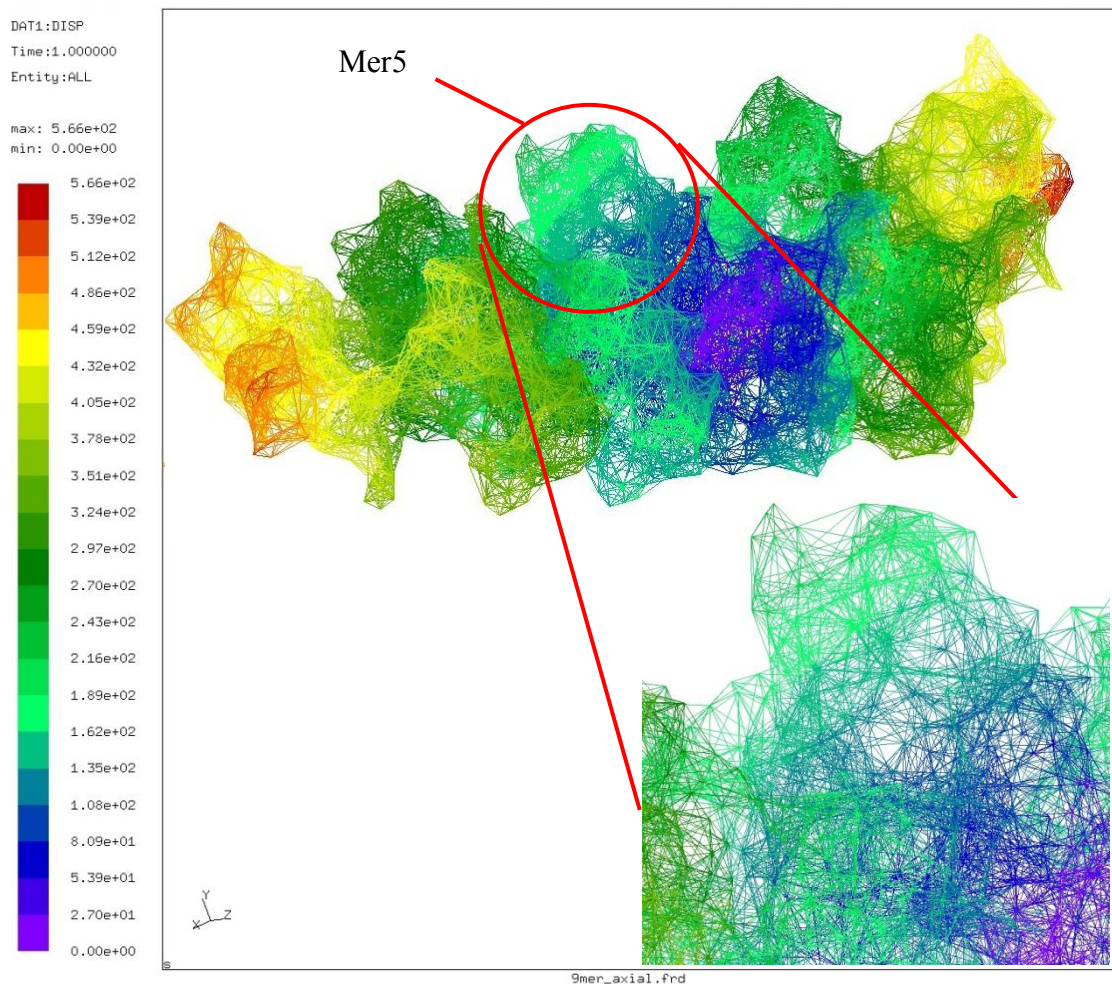 DAT1:DISP
Time:1.000000
Entity:ALL
max: 5.66e+02
min: 0.00e+00
5.66e+02
5.39e+02
5.12e+02
4.86e+02
4.59e+02
4.32e+02
4.05e+02
3.78e+02
3.51e+02
3.24e+02
2.97e+02
2.70e+02
2.43e+02
2.16e+02
1.89e+02
1.62e+02
1.35e+02
1.08e+02
8.09e+01
5.39e+01
2.70e+01
0.00e+00
Mer5
Y
Z
X
s
9mer_axial.frd